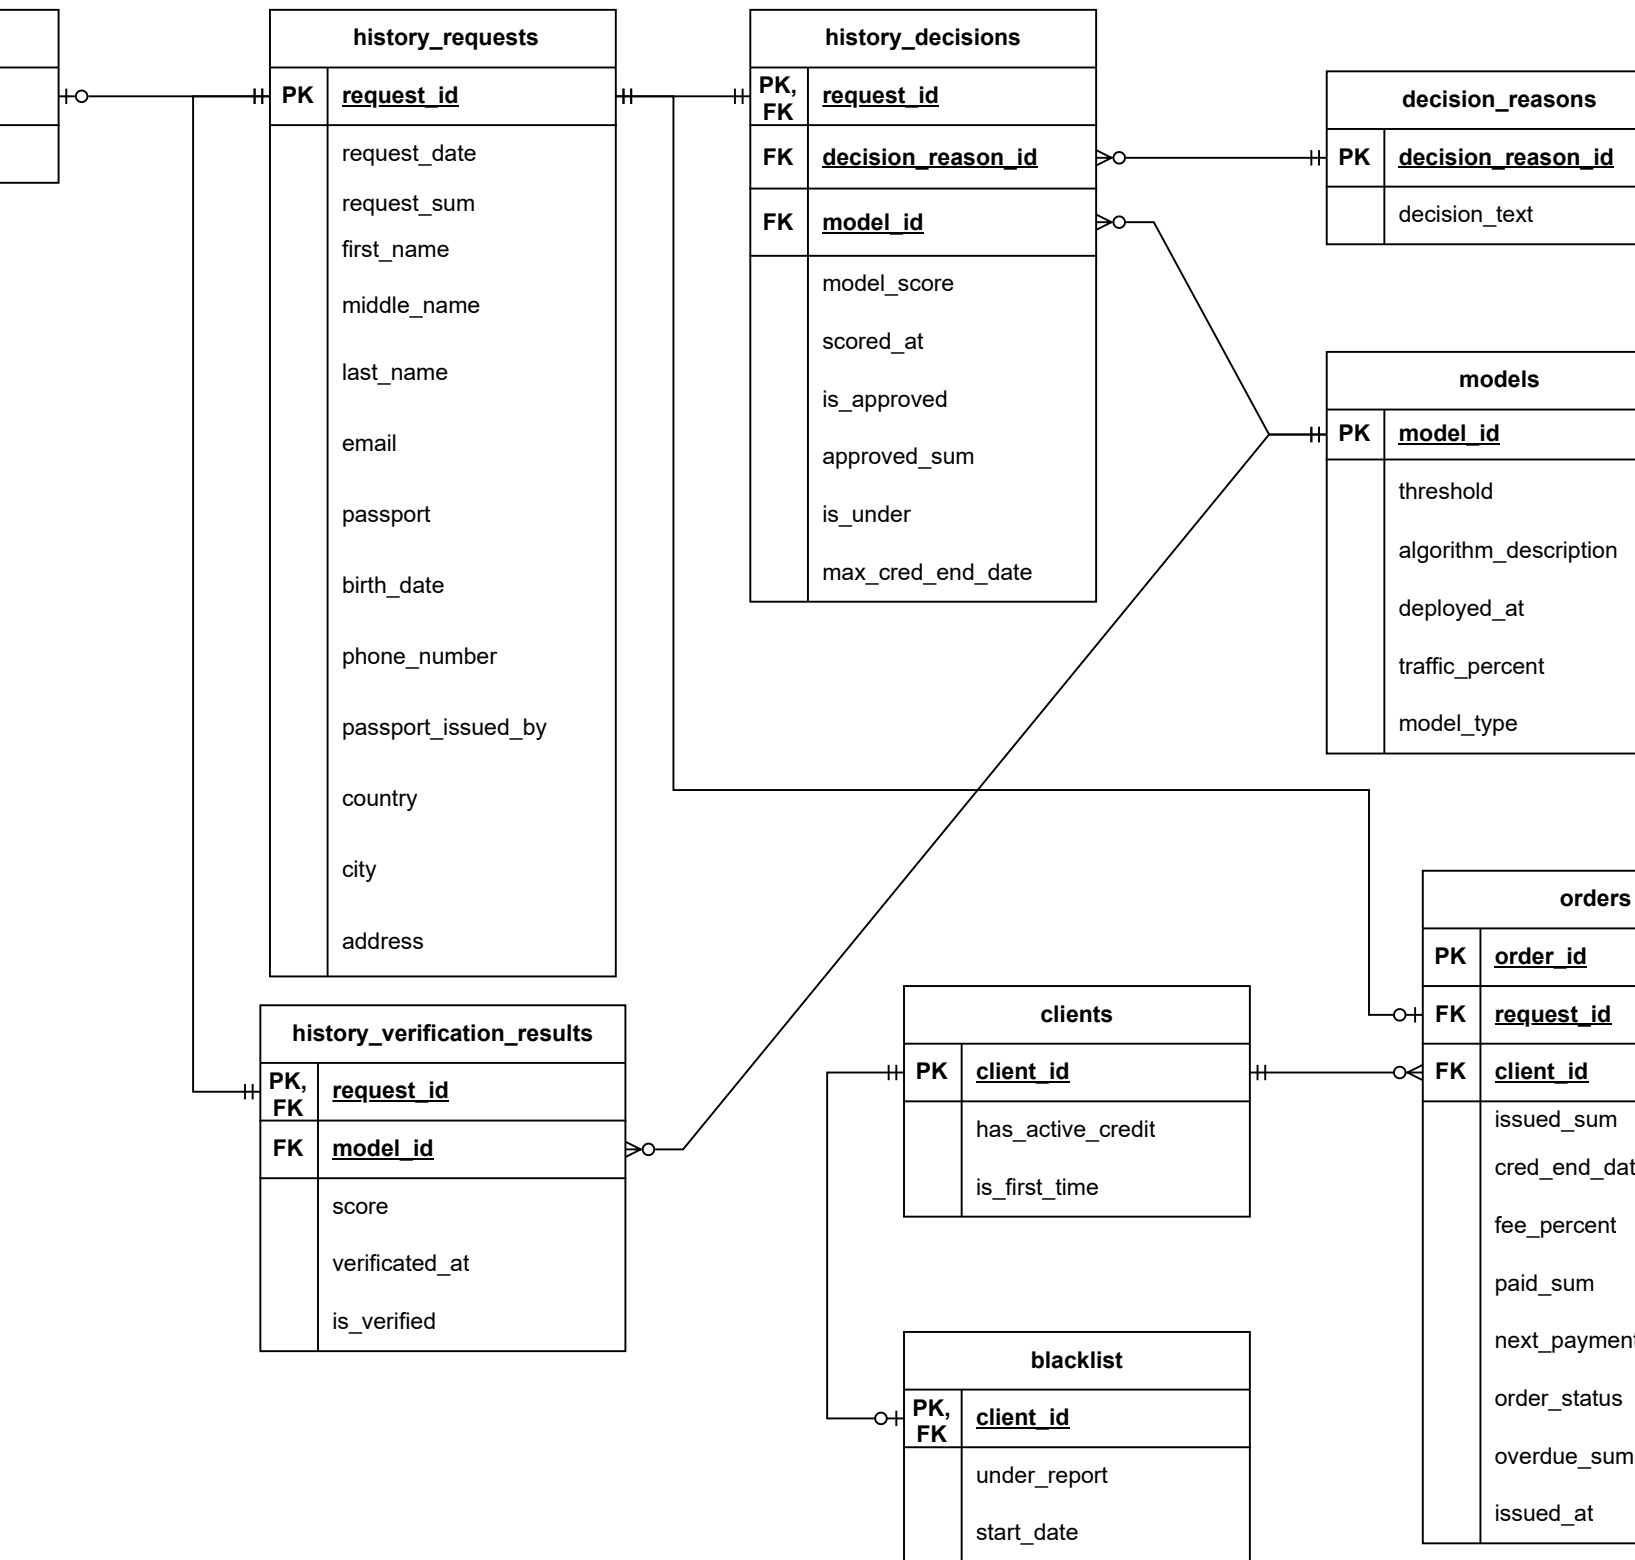 history_requests
PK
request_id
request_date
request_sum
first_name
middle_name
last_name
email
passport
birth_date
phone_number
passport_issued_by
country
city
address
history_decisions
PK,
FK
request_id
FK
decision_reason_id
FK
model_id
model_score
scored_at
is_approved
approved_sum
is_under
max_cred_end_date
decision_reasons
PK
decision_reason_id
decision_text
models
PK
model_id
threshold
algorithm_description
deployed_at
traffic_percent
model_type
history_verification_results
PK,
FK
request_id
FK
model_id
score
verificated_at
is_verified
clients
PK
client_id
has_active_credit
is_first_time
blacklist
PK,
FK
client_id
under_report
start_date
orders
PK
order_id
FK
request_id
FK
client_id
issued_sum
cred_end_dat
fee_percent
paid_sum
next_payment
order_status
overdue_sum
issued_at